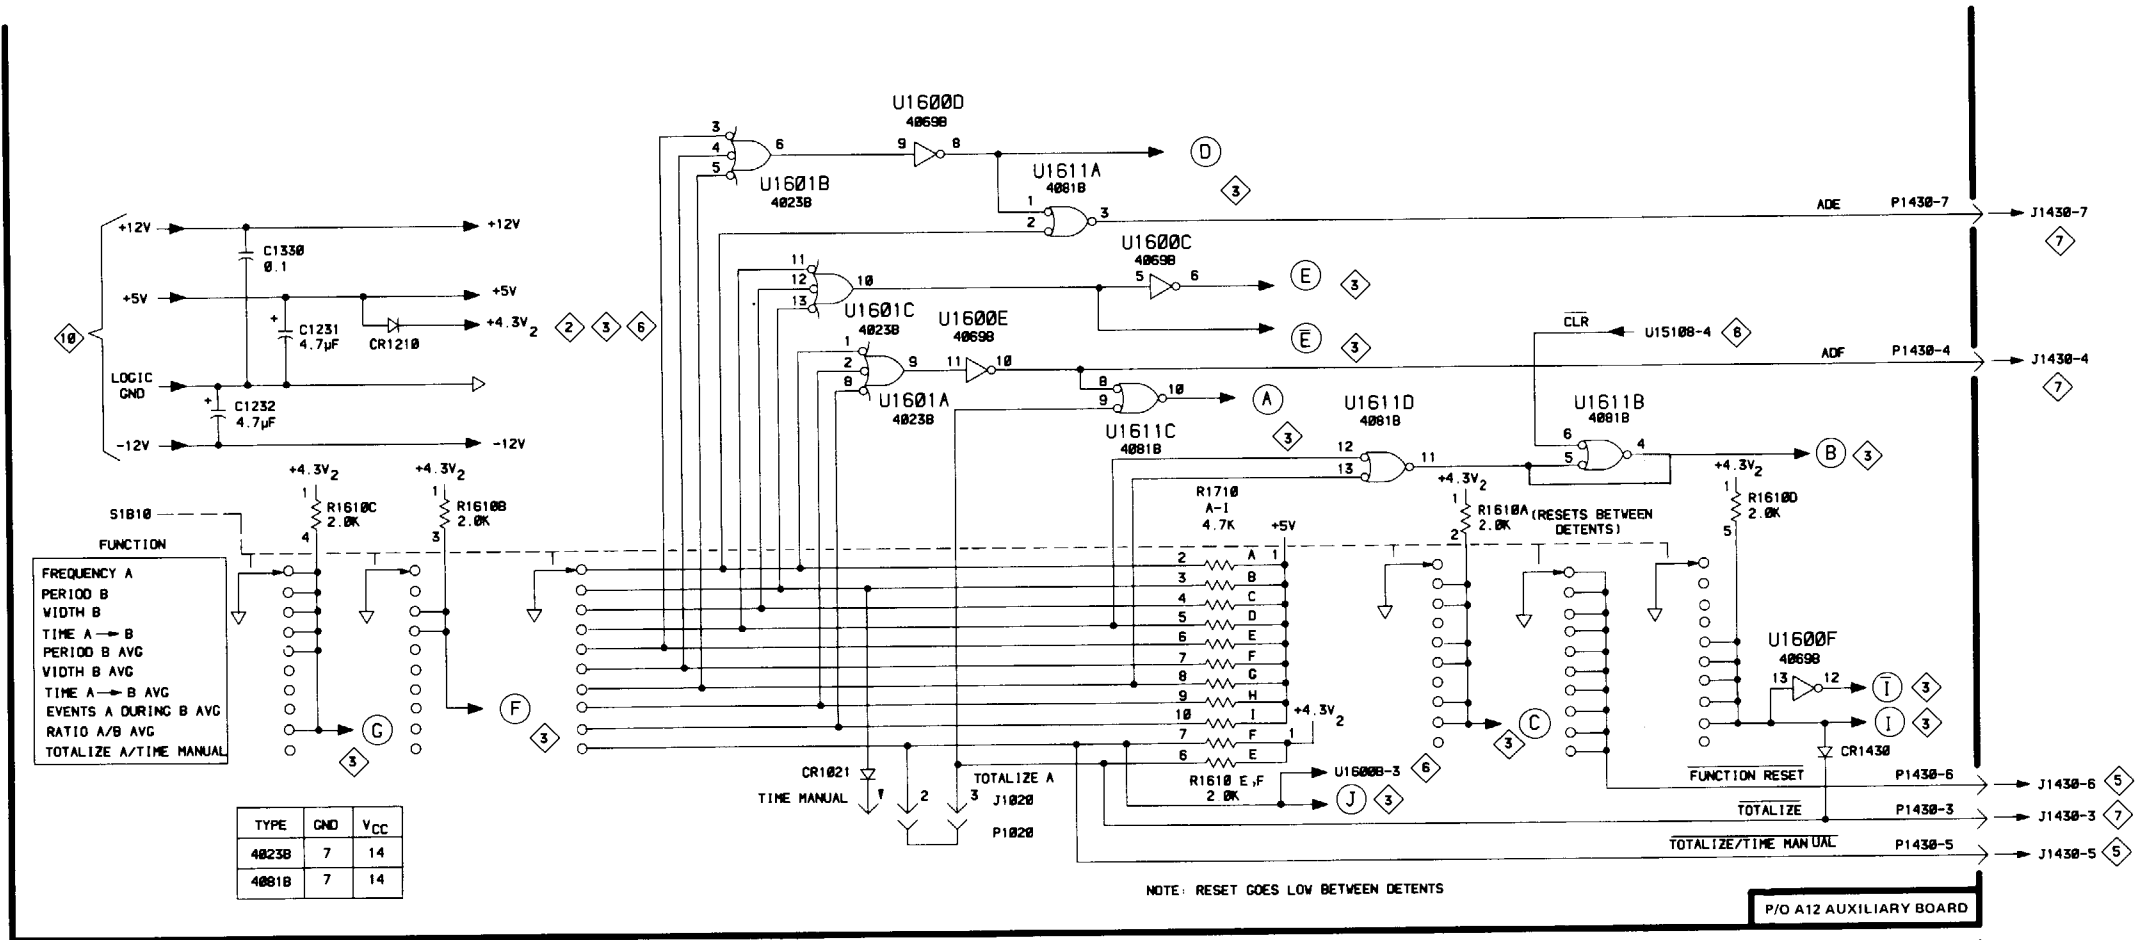 U1600D
4069B
3
4
5
6
9
8
D
3
U1601B
4023B
U1611A
4081B
1
2
3
ADE
P1430-7
J1430-7
7
+12V
+12V
C1330
0.1
+5V
+5V
C1231
4.7µF
+
CR1210
+4.3V2
2
3
6
10
LOGIC
GND
+
C1232
4.7µF
-12V
-12V
11
12
13
10
U1601C
4023B
U1600C
4069B
5
6
E
3
E̅
3
U1600E
4069B
1
2
8
9
11
10
U1601A
4023B
8
9
10
A
3
U1611C
4081B
CLR
U1510B-4
8
ADF
P1430-4
J1430-4
7
U1611D
4081B
12
13
11
U1611B
4081B
6
5
4
B
3
+4.3V2
1
R1610C
2.0K
4
+4.3V2
1
R1610B
2.0K
3
S1B10
FUNCTION
FREQUENCY A
PERIOD B
WIDTH B
TIME A→B
PERIOD B AVG
WIDTH B AVG
TIME A→B AVG
EVENTS A DURING B AVG
RATIO A/B AVG
TOTALIZE A/TIME MANUAL
G
3
F
3
R1710
A-I
4.7K
+5V
2 A 1
3 B
4 C
5 D
6 E
7 F
8 G
9 H
10 I
7 F 1
6 E
+4.3V2
R1610 E,F
2.0K
+4.3V2
1
R1610A
2.0K
2
(RESETS BETWEEN
DETENTS)
+4.3V2
1
R1610D
2.0K
5
C
3
U1600F
4069B
13
12
I̅
3
I
3
CR1430
CR1021
TIME MANUAL
1
2
3
TOTALIZE A
J1020
P1020
U1600B-3
6
J
3
FUNCTION RESET
P1430-6
J1430-6
5
TOTALIZE
P1430-3
J1430-3
7
TOTALIZE/TIME MANUAL
P1430-5
J1430-5
5
TYPE GND VCC
4023B 7 14
4081B 7 14
NOTE: RESET GOES LOW BETWEEN DETENTS
P/O A12 AUXILIARY BOARD